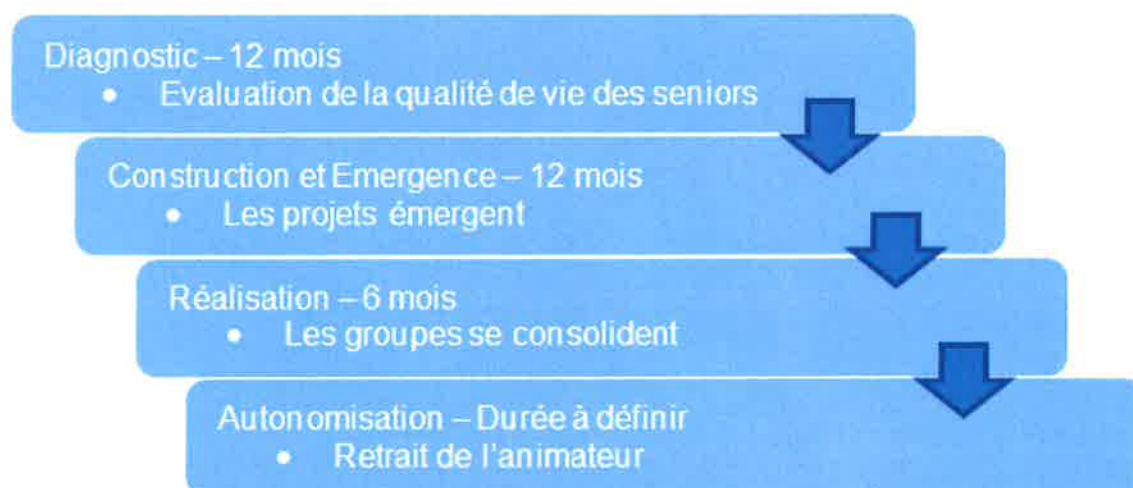 Diagnostic – 12 mois
• Evaluation de la qualité de vie des seniors
Construction et Emergence – 12 mois
• Les projets émergent
Réalisation – 6 mois
• Les groupes se consolident
Autonomisation – Durée à définir
• Retrait de l'animateur